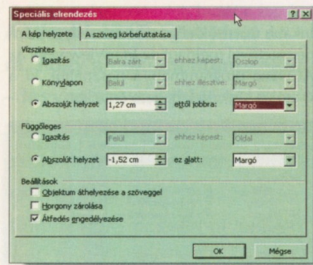 Speciális elrendezés
A kép helyzete A szöveg körbefuttatása
Vízszintes
Igazítás Balra zárt ehhez képest: Oszlop
Könyvlapon Belül ehhez illesztve: Margó
Abszolút helyzet 1,27 cm ettől jobbra: Margó
Függőleges
Igazítás Felül ehhez képest: Oldal
Abszolút helyzet -1,52 cm ez alatt: Margó
Beállítások
Objektum áthelyezése a szöveggel
Horgony zárolása
Átfedés engedélyezése
OK Mégse